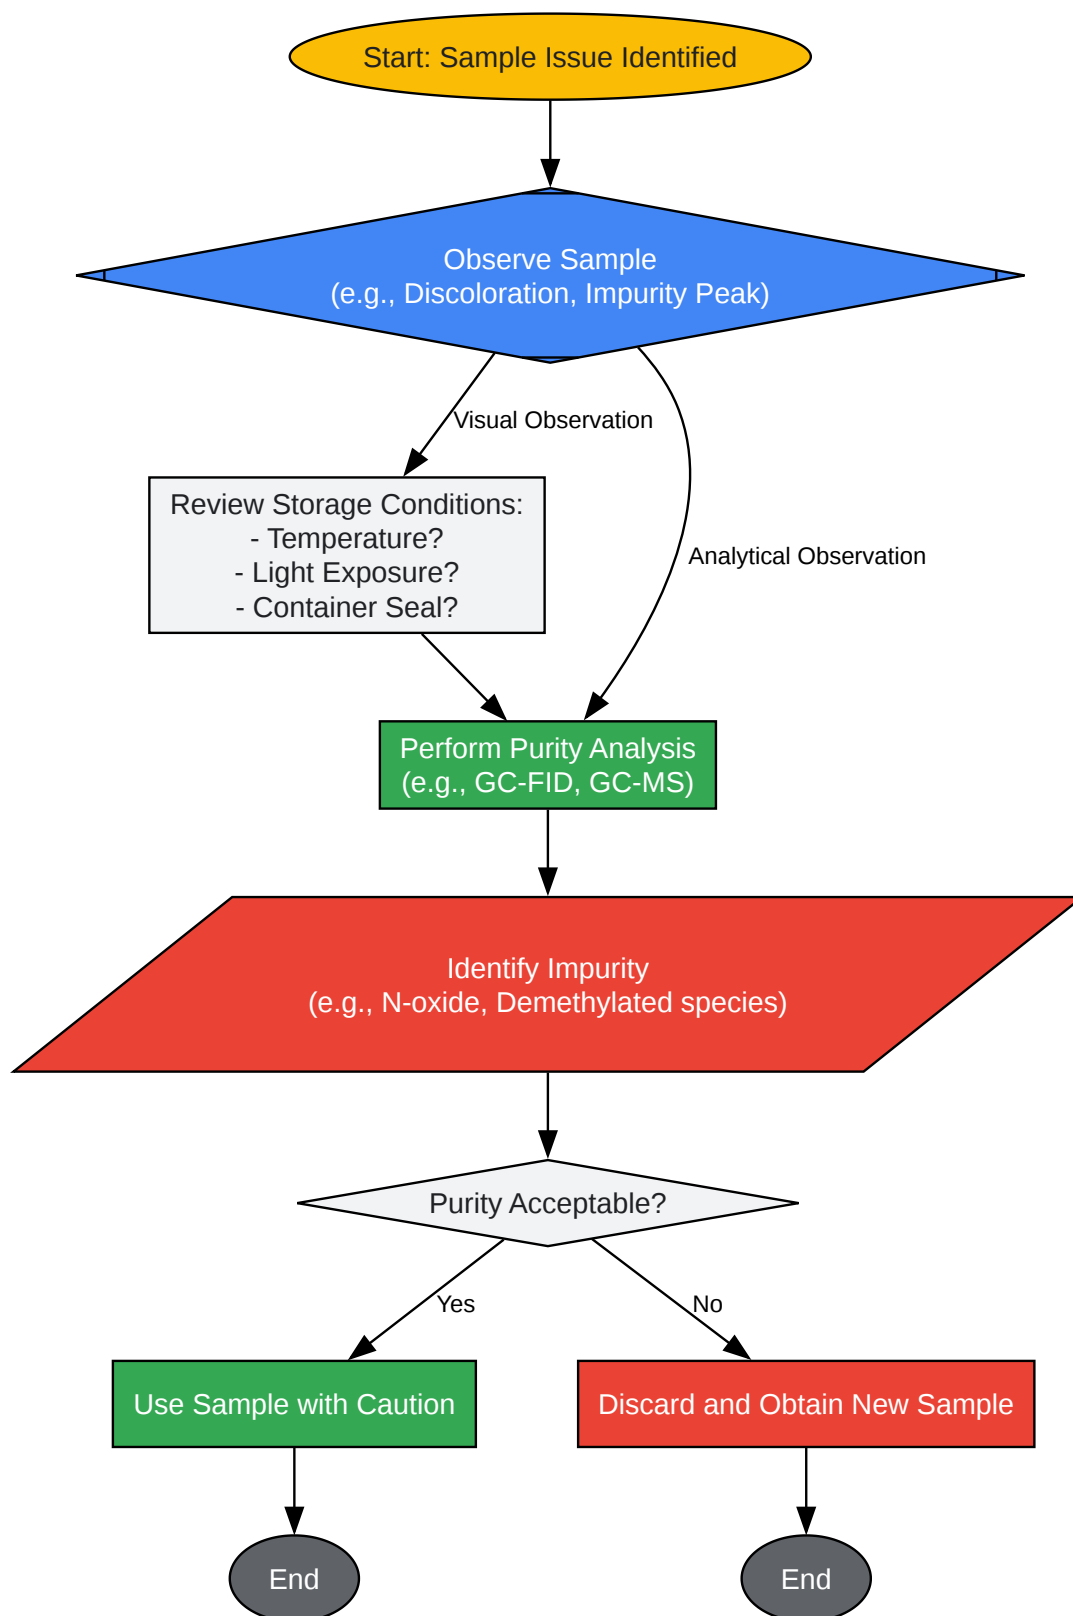 Start: Sample Issue Identified
Observe Sample
(e.g., Discoloration, Impurity Peak)
Visual Observation
Review Storage Conditions:
- Temperature?
- Light Exposure?
- Container Seal?
Analytical Observation
Perform Purity Analysis
(e.g., GC-FID, GC-MS)
Identify Impurity
(e.g., N-oxide, Demethylated species)
Purity Acceptable?
Yes
No
Use Sample with Caution
Discard and Obtain New Sample
End
End